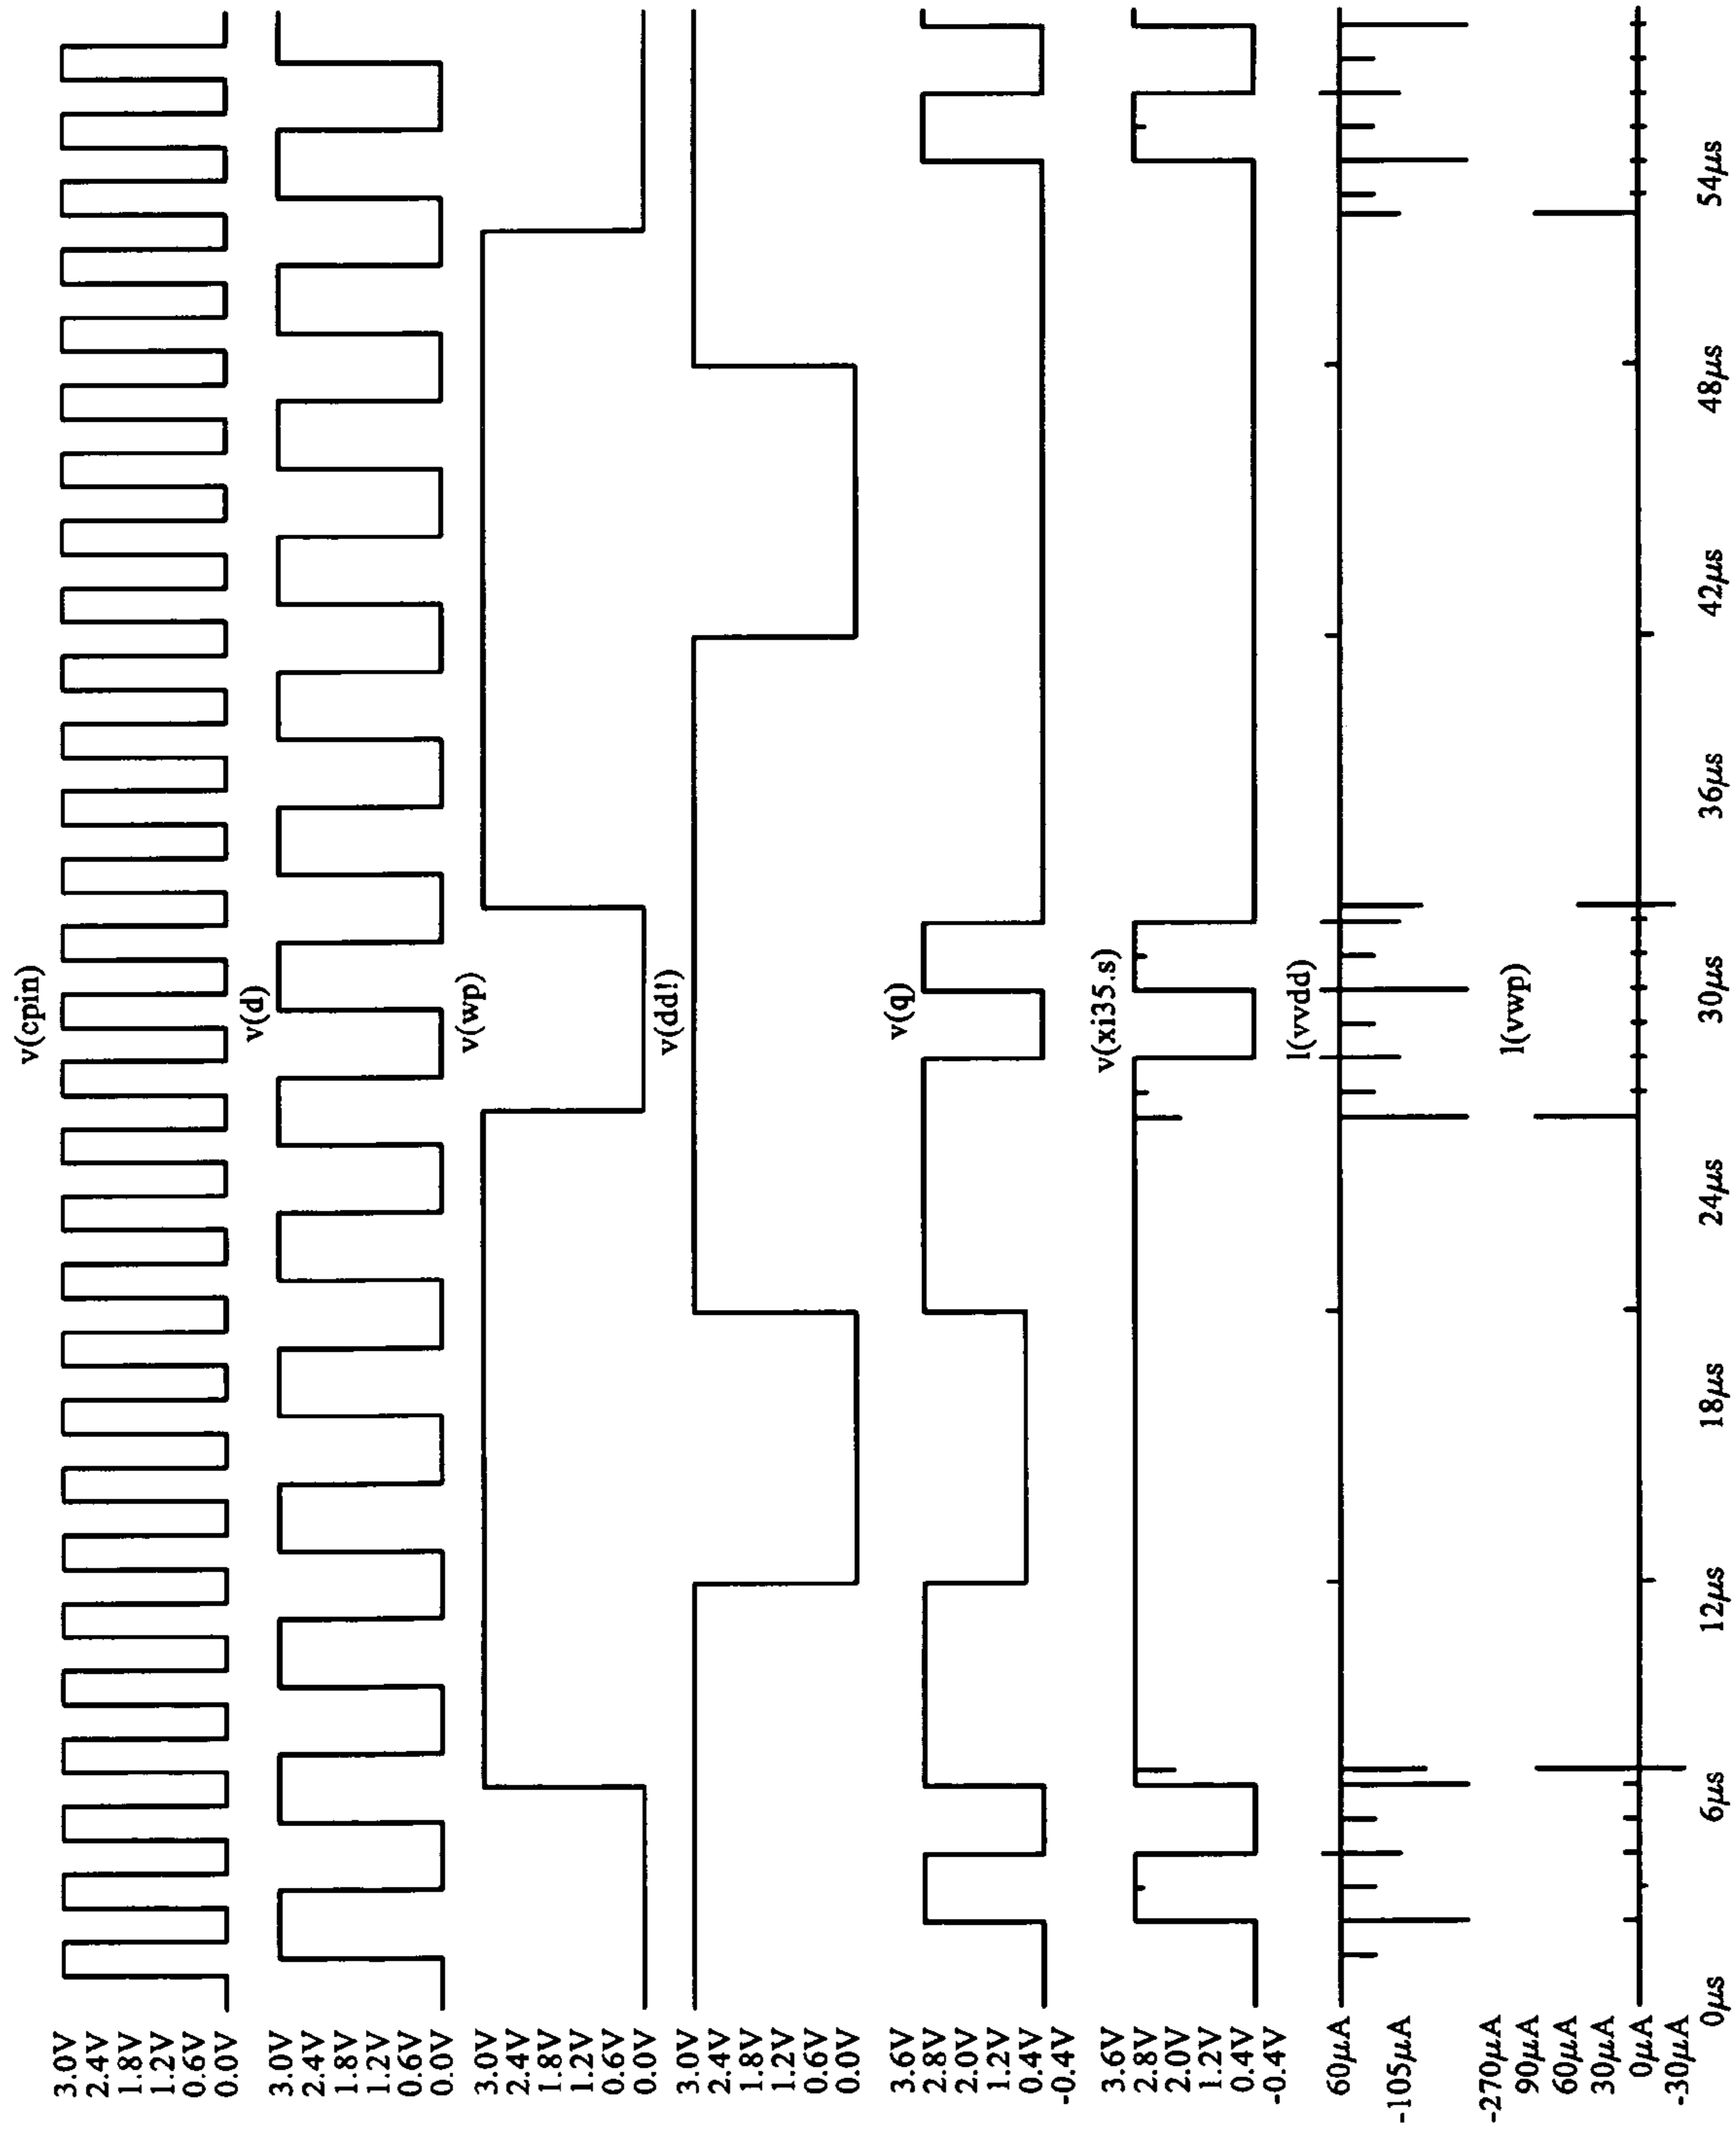 v(cpin)
3.0V
2.4V
1.8V
1.2V
0.6V
0.0V
v(d)
3.0V
2.4V
1.8V
1.2V
0.6V
0.0V
v(wp)
3.0V
2.4V
1.8V
1.2V
0.6V
0.0V
v(dd!)
3.0V
2.4V
1.8V
1.2V
0.6V
0.0V
v(q)
3.6V
2.8V
2.0V
1.2V
0.4V
-0.4V
v(xi35.s)
3.6V
2.8V
2.0V
1.2V
0.4V
-0.4V
l(vvdd)
60μA
-105μA
-270μA
l(vwp)
90μA
60μA
30μA
0μA
-30μA
0μs 6μs 12μs 18μs 24μs 30μs 36μs 42μs 48μs 54μs